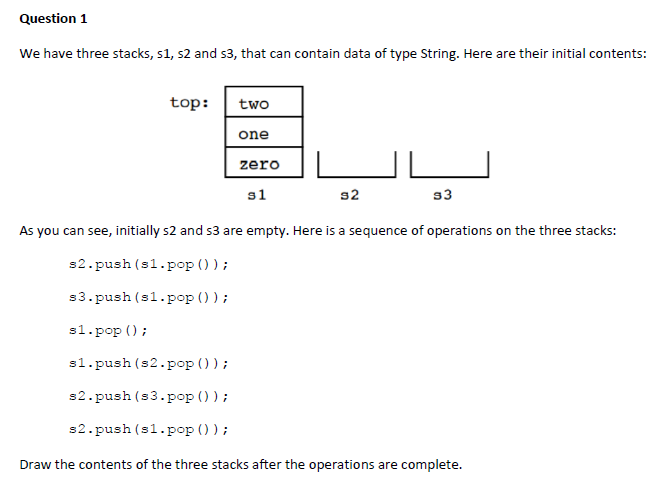 Question 1
We have three stacks, s1, s2 and s3, that can contain data of type String. Here are their initial contents:
top: two
one
zero
s1 s2 s3
As you can see, initially s2 and s3 are empty. Here is a sequence of operations on the three stacks:
s2.push(s1.pop());
s3.push(s1.pop());
s1.pop();
s1.push(s2.pop());
s2.push(s3.pop());
s2.push(s1.pop());
Draw the contents of the three stacks after the operations are complete.